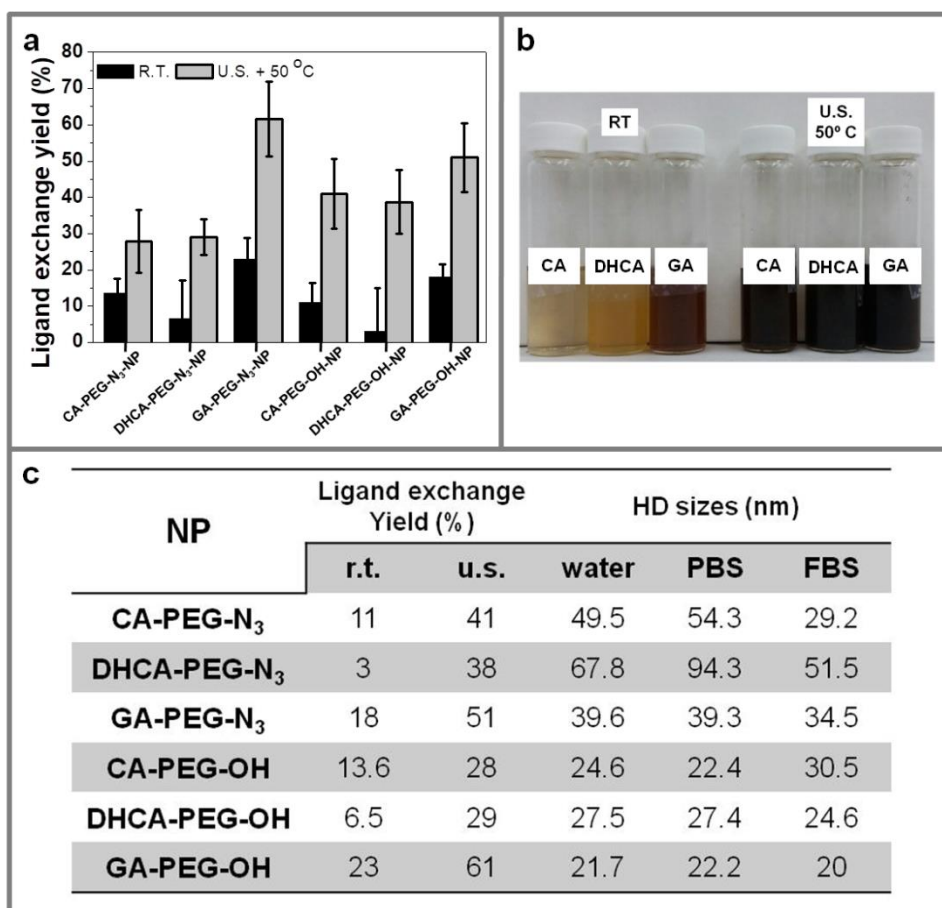 a
Ligand exchange yield (%)
80
70
60
50
40
30
20
10
0
R.T. U.S. + 50 °C
CA-PEG-N₃-NP
DHCA-PEG-N₃-NP
GA-PEG-N₃-NP
CA-PEG-OH-NP
DHCA-PEG-OH-NP
GA-PEG-OH-NP
b
RT
U.S.
50º C
CA DHCA GA CA DHCA GA
c
NP Ligand exchange Yield (%) HD sizes (nm)
r.t. u.s. water PBS FBS
CA-PEG-N₃ 11 41 49.5 54.3 29.2
DHCA-PEG-N₃ 3 38 67.8 94.3 51.5
GA-PEG-N₃ 18 51 39.6 39.3 34.5
CA-PEG-OH 13.6 28 24.6 22.4 30.5
DHCA-PEG-OH 6.5 29 27.5 27.4 24.6
GA-PEG-OH 23 61 21.7 22.2 20